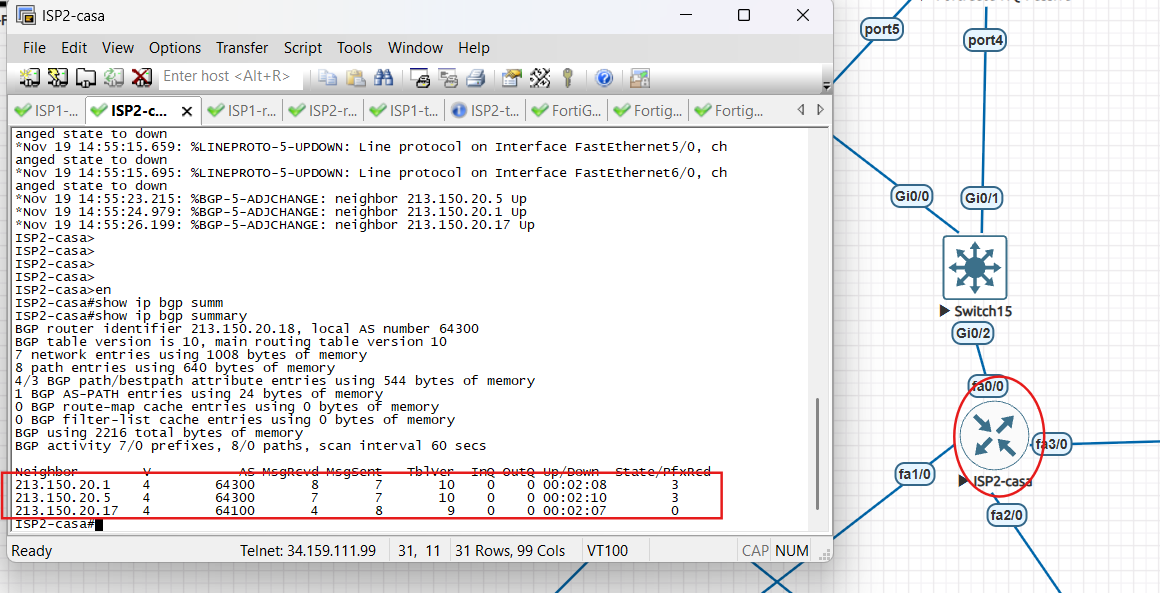 ISP2-casa
File Edit View Options Transfer Script Tools Window Help
Enter host <Alt+R>
ISP1-... ISP2-c... ISP1-r... ISP2-r... ISP1-t... ISP2-t... FortiG... Fortig... Fortig...
anged state to down
*Nov 19 14:55:15.659: %LINEPROTO-5-UPDOWN: Line protocol on Interface FastEthernet5/0, ch
anged state to down
*Nov 19 14:55:15.695: %LINEPROTO-5-UPDOWN: Line protocol on Interface FastEthernet6/0, ch
anged state to down
*Nov 19 14:55:23.215: %BGP-5-ADJCHANGE: neighbor 213.150.20.5 Up
*Nov 19 14:55:24.979: %BGP-5-ADJCHANGE: neighbor 213.150.20.1 Up
*Nov 19 14:55:26.199: %BGP-5-ADJCHANGE: neighbor 213.150.20.17 Up
ISP2-casa>
ISP2-casa>
ISP2-casa>
ISP2-casa>
ISP2-casa>en
ISP2-casa#show ip bgp summ
ISP2-casa#show ip bgp summary
BGP router identifier 213.150.20.18, local AS number 64300
BGP table version is 10, main routing table version 10
7 network entries using 1008 bytes of memory
8 path entries using 640 bytes of memory
4/3 BGP path/bestpath attribute entries using 544 bytes of memory
1 BGP AS-PATH entries using 24 bytes of memory
0 BGP route-map cache entries using 0 bytes of memory
0 BGP filter-list cache entries using 0 bytes of memory
BGP using 2216 total bytes of memory
BGP activity 7/0 prefixes, 8/0 paths, scan interval 60 secs
Neighbor V AS MsgRcvd MsgSent TblVer InQ OutQ Up/Down State/PfxRcd
213.150.20.1 4 64300 8 7 10 0 0 00:02:08 3
213.150.20.5 4 64300 7 7 10 0 0 00:02:10 3
213.150.20.17 4 64100 4 8 9 0 0 00:02:07 0
ISP2-casa#
Ready Telnet: 34.159.111.99 31, 11 31 Rows, 99 Cols VT100 CAP NUM
port5
port4
Gi0/0
Gi0/1
Switch15
Gi0/2
fa0/0
fa3/0
fa1/0
ISP2-casa
fa2/0